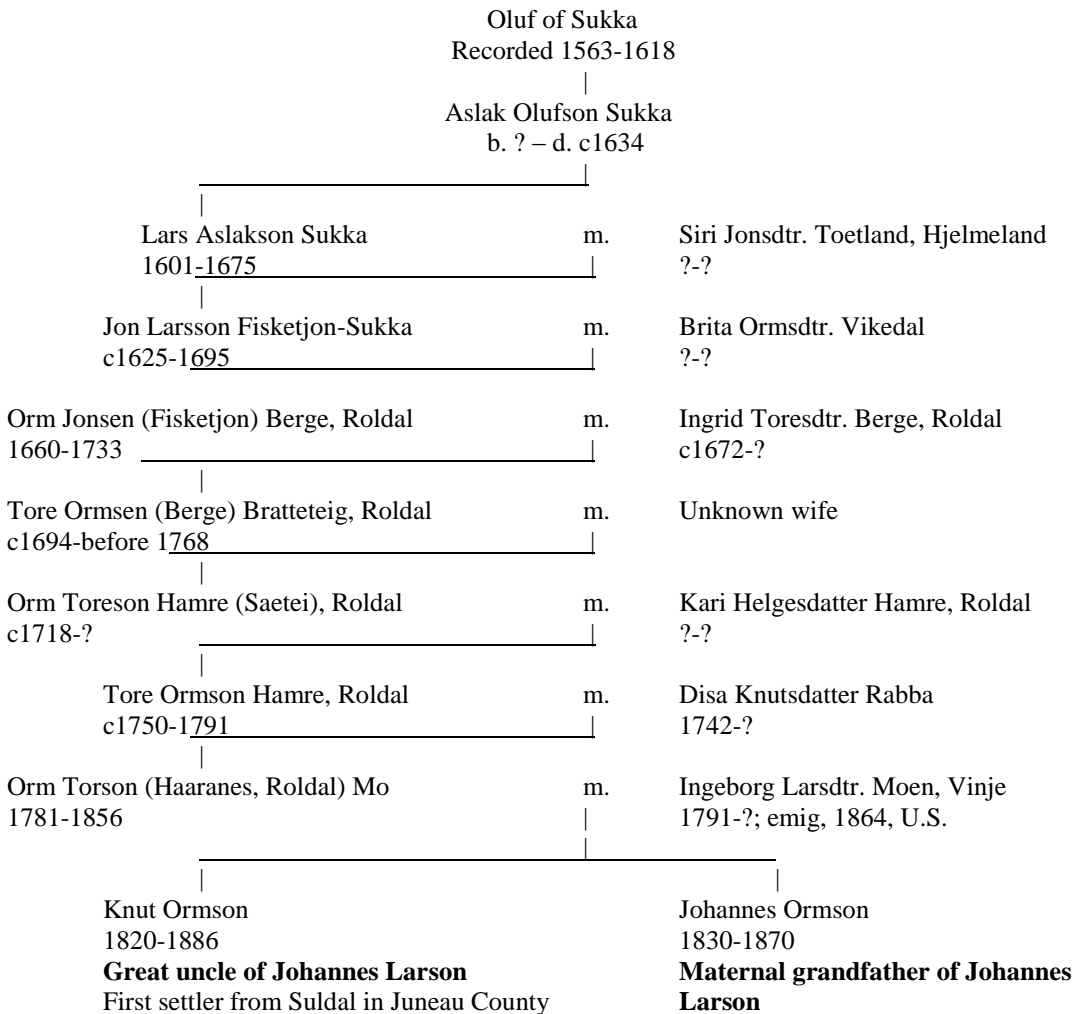 Oluf of Sukka
Recorded 1563-1618
Aslak Olufson Sukka
b. ? – d. c1634
Lars Aslakson Sukka m. Siri Jonsdtr. Toetland, Hjelmeland
1601-1675 ?-?
Jon Larsson Fisketjon-Sukka m. Brita Ormsdtr. Vikedal
c1625-1695 ?-?
Orm Jonsen (Fisketjon) Berge, Roldal m. Ingrid Toresdtr. Berge, Roldal
1660-1733 c1672-?
Tore Ormsen (Berge) Bratteteig, Roldal m. Unknown wife
c1694-before 1768
Orm Toreson Hamre (Saetei), Roldal m. Kari Helgesdatter Hamre, Roldal
c1718-? ?-?
Tore Ormson Hamre, Roldal m. Disa Knutsdatter Rabba
c1750-1791 1742-?
Orm Torson (Haaranes, Roldal) Mo m. Ingeborg Larsdtr. Moen, Vinje
1781-1856 1791-?; emig, 1864, U.S.
Knut Ormson Johannes Ormson
1820-1886 1830-1870
Great uncle of Johannes Larson Maternal grandfather of Johannes
First settler from Suldal in Juneau County Larson